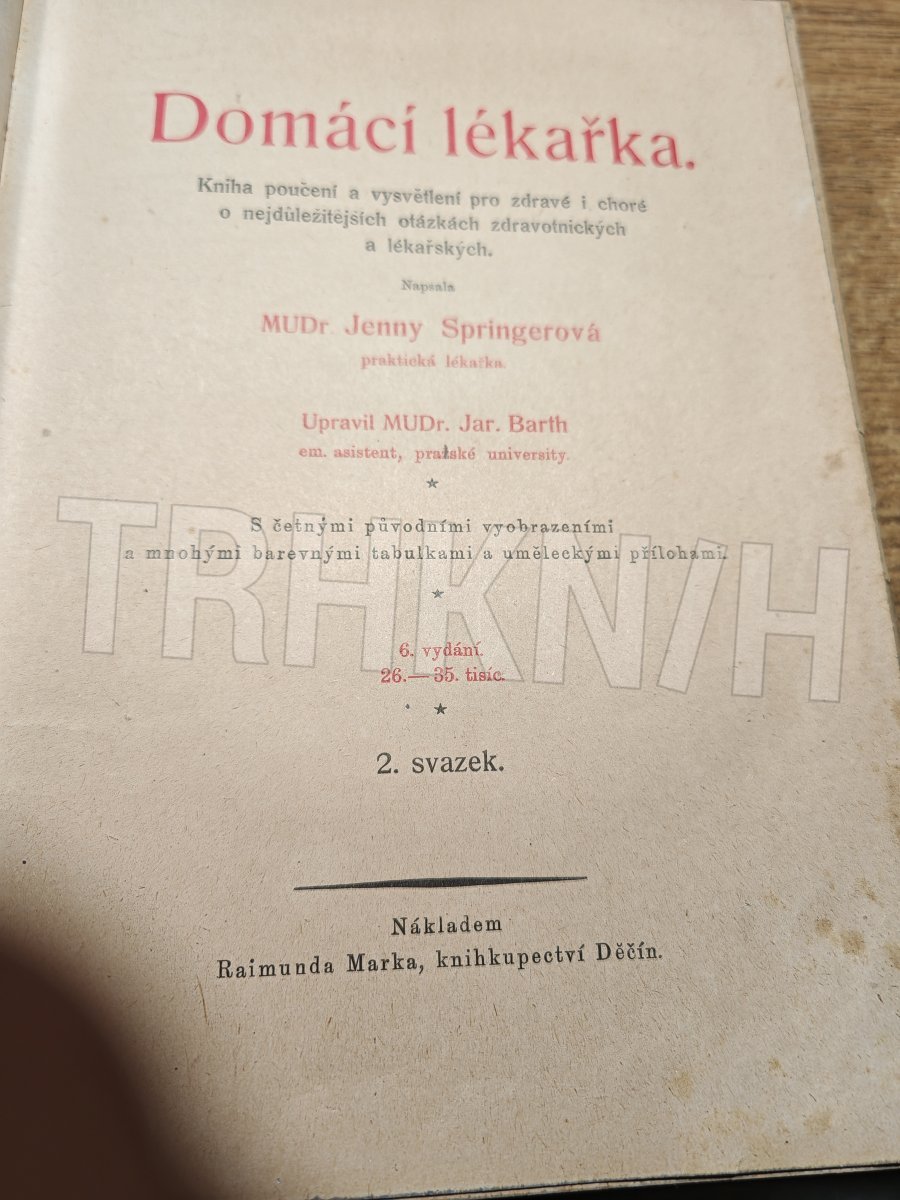 Domácí lékařka.
Kniha poučení a vysvětlení pro zdravé i choré
o nejdůležitějších otázkách zdravotnických
a lékařských.
Napsala
MUDr. Jenny Springerová
praktická lékařka.
Upravil MUDr. Jar. Barth
em. asistent, pražské university.
S četnými původními vyobrazeními
a mnohými barevnými tabulkami a uměleckými přílohami.
TRHKN/H
6. vydání.
26.—35. tisíc.
2. svazek.
Nákladem
Raimunda Marka, knihkupectví Děčín.